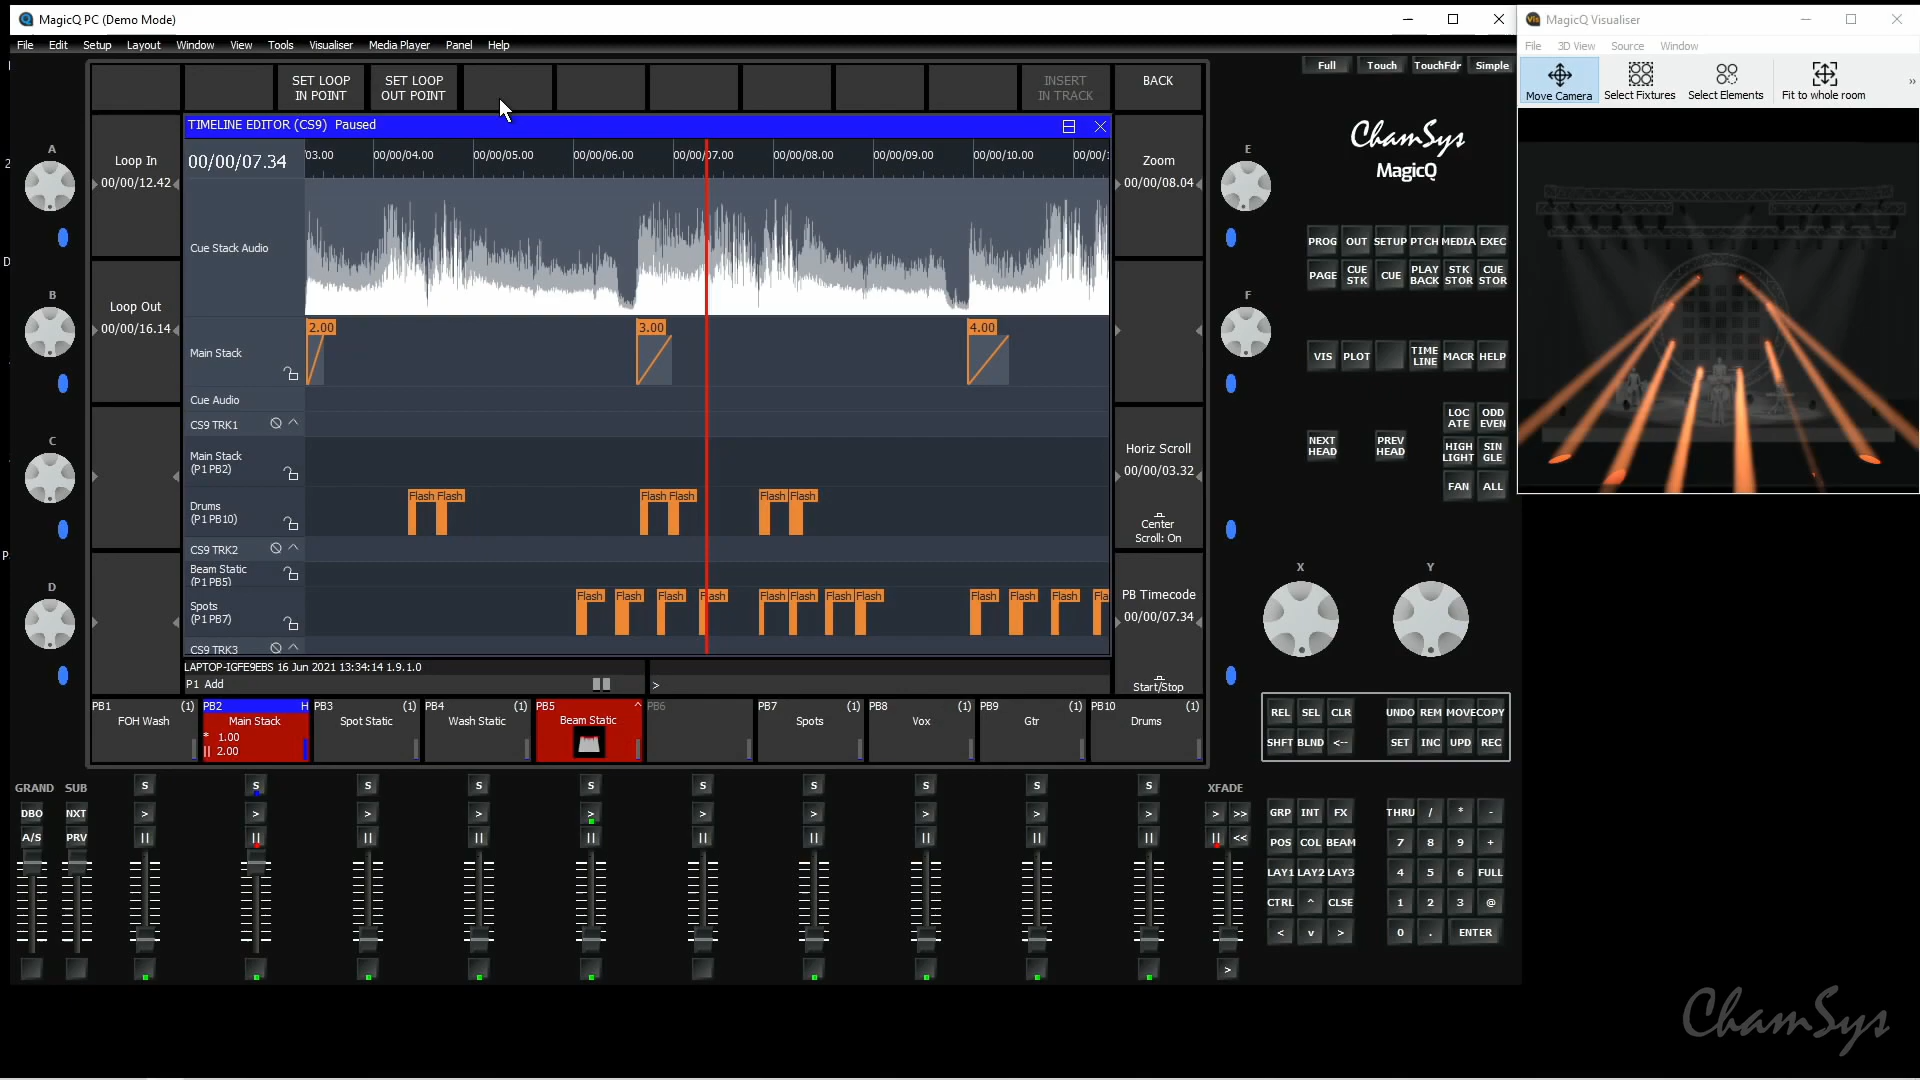 MagicQ PC (Demo Mode)
File Edit Setup Layout Window View Tools Visualiser Media Player Panel Help
SET LOOP IN POINT
SET LOOP OUT POINT
INSERT IN TRACK
BACK
TIMELINE EDITOR (CS9) Paused
00/00/07.34
03.00 00/00/04.00 00/00/05.00 00/00/06.00 00/00/07.00 00/00/08.00 00/00/09.00 00/00/10.00
Cue Stack Audio
Main Stack
2.00 3.00 4.00
Cue Audio
CS9 TRK1
Main Stack
(P1 PB2)
Drums
(P1 PB10)
Flash Flash Flash Flash Flash Flash
CS9 TRK2
Beam Static
(P1 PB5)
Spots
(P1 PB7)
Flash Flash Flash Flash Flash Flash Flash Flash Flash Flash Flash Fla
CS9 TRK3
A
B
C
D
Loop In
00/00/12.42
Loop Out
00/00/16.14
Zoom
00/00/08.04
Horiz Scroll
00/00/03.32
Center
Scroll: On
PB Timecode
00/00/07.34
Start/Stop
LAPTOP-IGFE9EBS 16 Jun 2021 13:34:14 1.9.1.0
P1 Add
>
PB1 (1) FOH Wash
PB2 H Main Stack
* 1.00
|| 2.00
PB3 (1) Spot Static
PB4 (1) Wash Static
PB5 ^ Beam Static
PB6
PB7 (1) Spots
PB8 (1) Vox
PB9 (1) Gtr
PB10 (1) Drums
GRAND SUB
DBO NXT
A/S PRV
S S S S S S S S S S
> > > > > > > > > >
|| || || || || || || || || ||
XFADE
> >>
|| <<
>
E
F
X Y
Full Touch TouchFdr Simple
ChamSys
MagicQ
PROG OUT SETUP PTCH MEDIA EXEC
PAGE CUE STK CUE PLAY BACK STK STOR CUE STOR
VIS PLOT TIME LINE MACR HELP
LOC ATE ODD EVEN
NEXT HEAD PREV HEAD HIGH LIGHT SIN GLE
FAN ALL
REL SEL CLR UNDO REM MOVE COPY
SHFT BLND <-- SET INC UPD REC
GRP INT FX THRU / * -
POS COL BEAM 7 8 9 +
LAY1 LAY2 LAY3 4 5 6 FULL
CTRL ^ CLSE 1 2 3 @
< v > 0 . ENTER
Vis MagicQ Visualiser
File 3D View Source Window
Move Camera Select Fixtures Select Elements Fit to whole room »
ChamSys